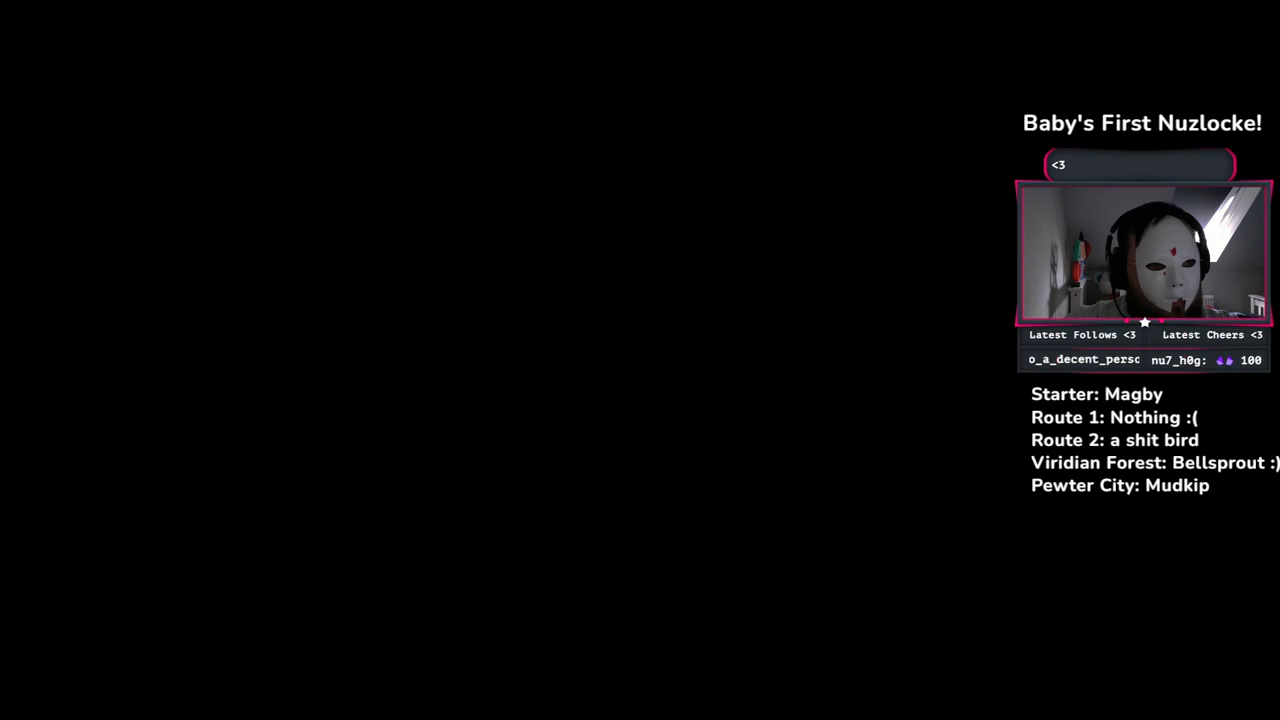 Baby's First Nuzlocke!
<3
Latest Follows <3 Latest Cheers <3
o_a_decent_perso nu7_h0g: 100
Starter: Magby
Route 1: Nothing :(
Route 2: a shit bird
Viridian Forest: Bellsprout :)
Pewter City: Mudkip